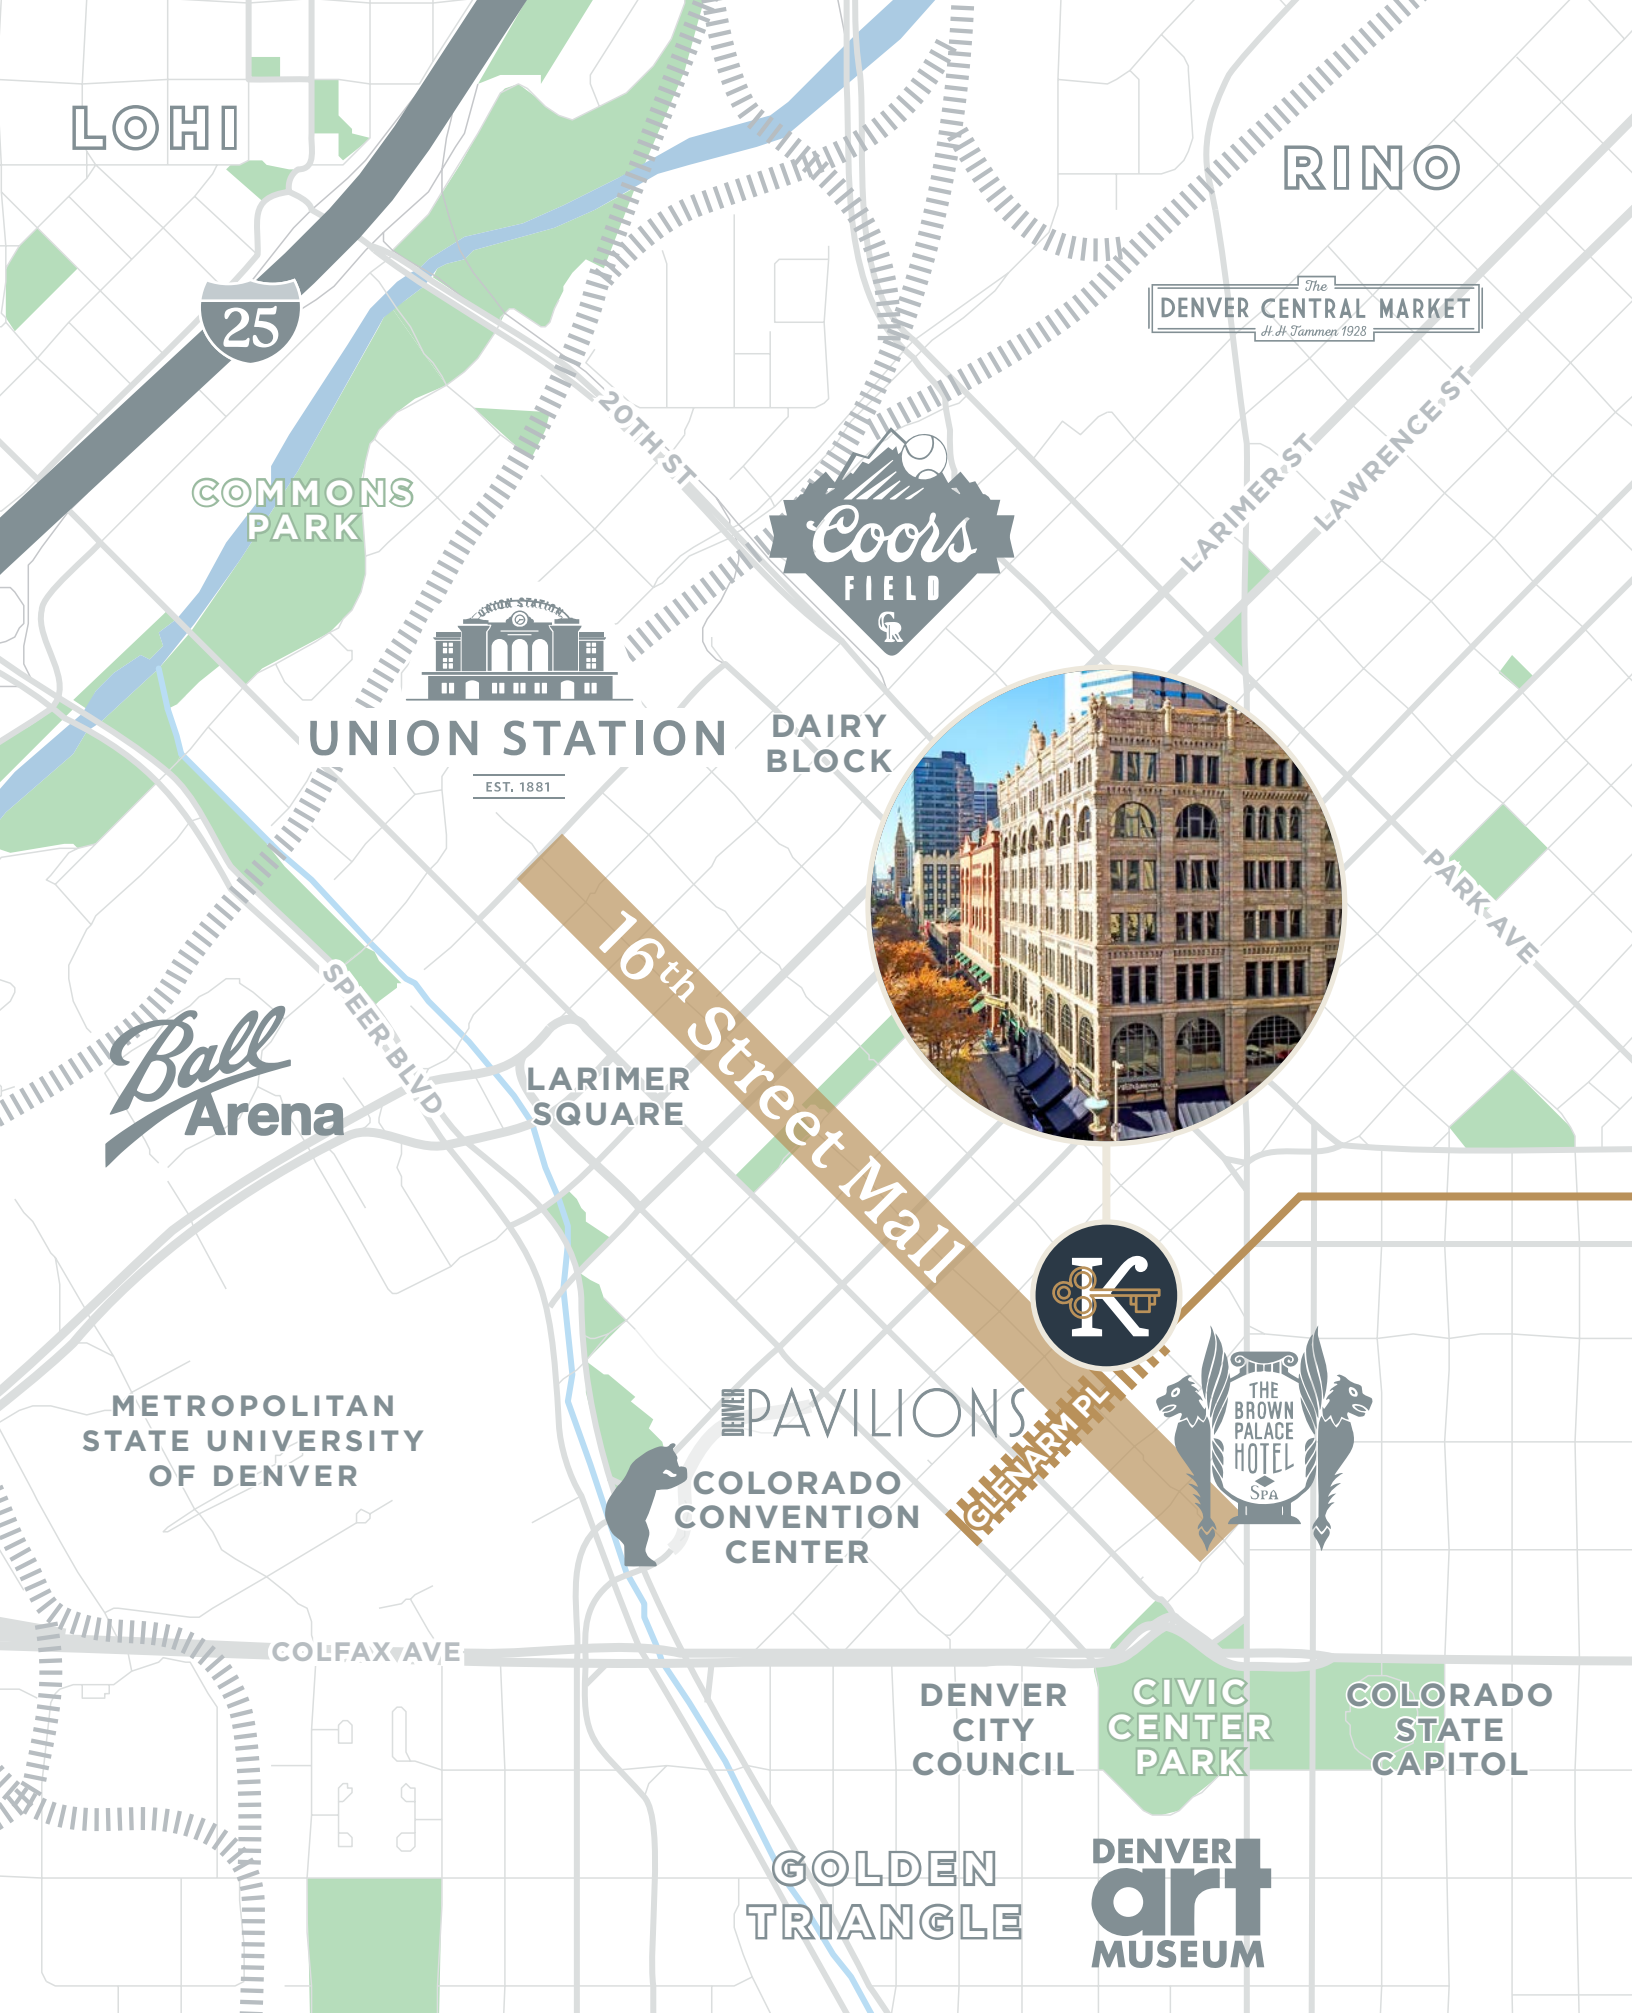 LOHI
RINO
25
The
DENVER CENTRAL MARKET
H.H Tammen 1928
20TH ST
LARIMER ST
LAWRENCE ST
COMMONS
PARK
Coors
FIELD
CR
UNION STATION
UNION STATION
EST. 1881
DAIRY
BLOCK
PARK AVE
16th Street Mall
SPEER BLVD
Ball
Arena
LARIMER
SQUARE
K
METROPOLITAN
STATE UNIVERSITY
OF DENVER
DENVER PAVILIONS
GLENARM PL
THE
BROWN
PALACE
HOTEL
SPA
COLORADO
CONVENTION
CENTER
COLFAX AVE
DENVER
CITY
COUNCIL
CIVIC
CENTER
PARK
COLORADO
STATE
CAPITOL
GOLDEN
TRIANGLE
DENVER
art
MUSEUM